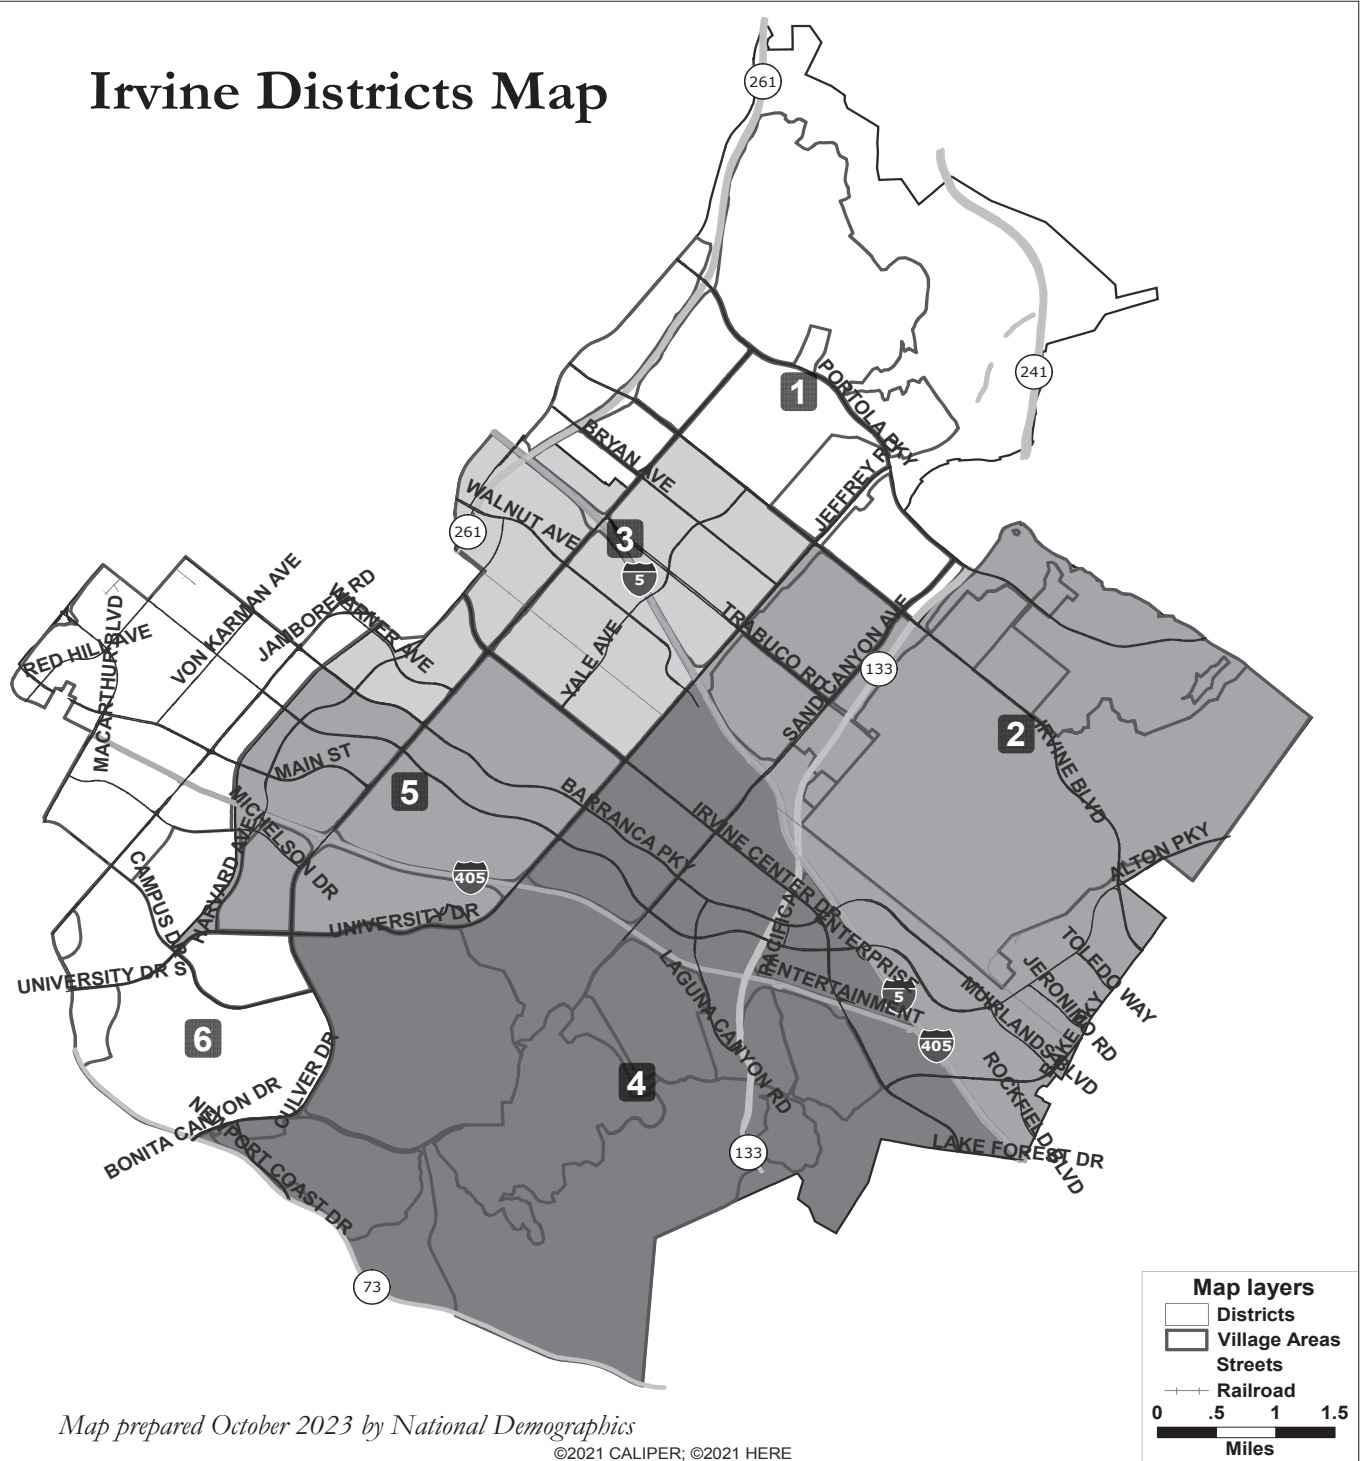 Irvine Districts Map
261
241
1
PORTOLA PKY
BRYAN AVE
JEFFREY
WALNUT AVE
261
3
5
VON KARMAN AVE
JAMBOREE RD
WARNER AVE
RED HILL AVE
MACARTHUR BLVD
YALE AVE
TRABUCO RD
SAND CANYON AVE
133
2
IRVINE BLVD
MAIN ST
5
BARRANCA PKY
IRVINE CENTER DR
ALTON PKY
MICHELSON DR
HARVARD AVE
CAMPUS DR
405
UNIVERSITY DR
PACIFICA
ENTERPRISE
TOLEDO WAY
UNIVERSITY DR S
LAGUNA CANYON RD
ENTERTAINMENT
5
JERONIMO RD
MUIRLANDS BLVD
LAKE PKY
405
6
4
CULVER DR
BONITA CANYON DR
NEWPORT COAST DR
133
ROCKFIELD BLVD
LAKE FOREST DR
73
Map layers
Districts
Village Areas
Streets
Railroad
0 .5 1 1.5
Miles
Map prepared October 2023 by National Demographics
©2021 CALIPER; ©2021 HERE